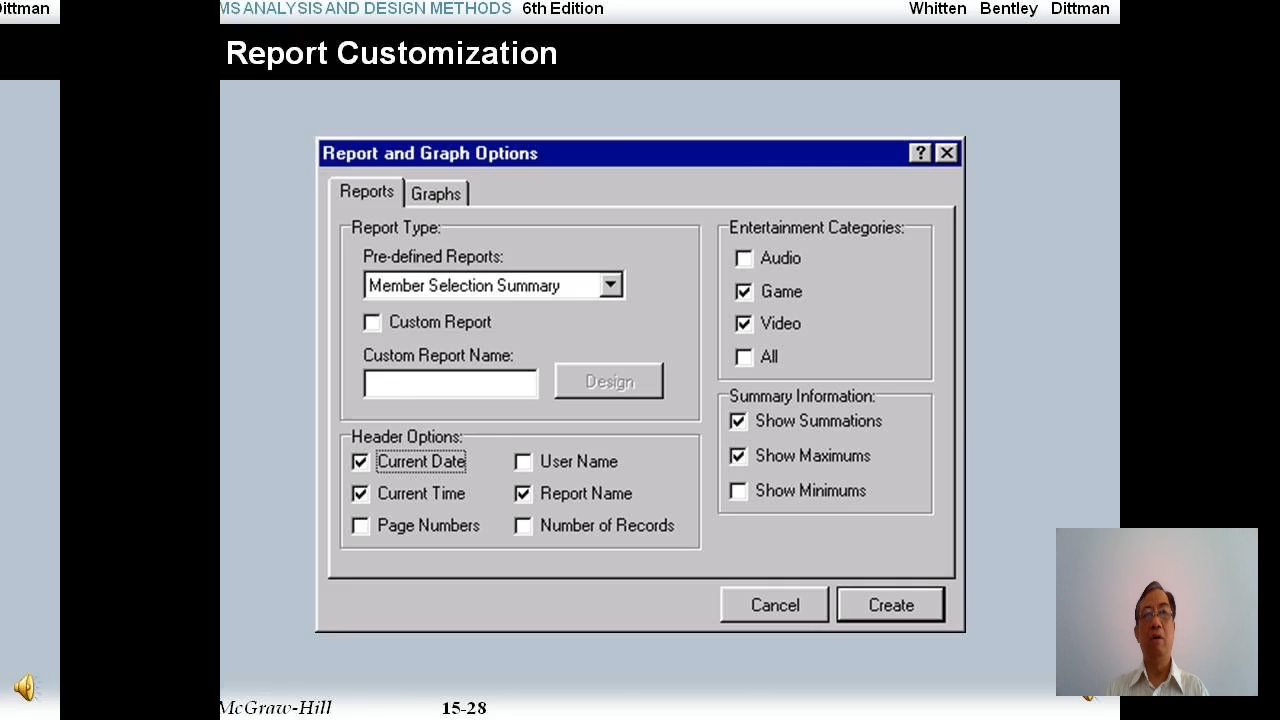 Dittman
MS ANALYSIS AND DESIGN METHODS 6th Edition
Whitten Bentley Dittman
Report Customization
Report and Graph Options
Reports Graphs
Report Type:
Pre-defined Reports:
Member Selection Summary
Custom Report
Custom Report Name:
Design
Header Options:
Current Date User Name
Current Time Report Name
Page Numbers Number of Records
Entertainment Categories:
Audio
Game
Video
All
Summary Information:
Show Summations
Show Maximums
Show Minimums
Cancel Create
McGraw-Hill 15-28